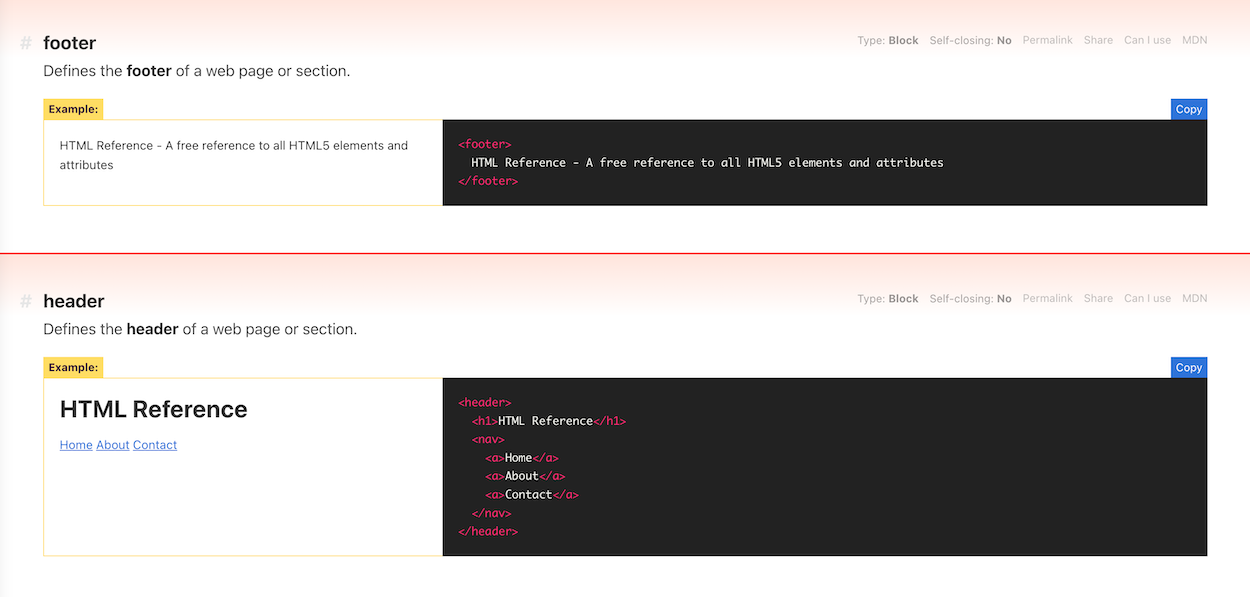 # footer
Type: Block Self-closing: No Permalink Share Can I use MDN
Defines the footer of a web page or section.
Example:
Copy
HTML Reference - A free reference to all HTML5 elements and
attributes
<footer>
  HTML Reference - A free reference to all HTML5 elements and attributes
</footer>
# header
Type: Block Self-closing: No Permalink Share Can I use MDN
Defines the header of a web page or section.
Example:
Copy
HTML Reference
Home About Contact
<header>
  <h1>HTML Reference</h1>
  <nav>
    <a>Home</a>
    <a>About</a>
    <a>Contact</a>
  </nav>
</header>